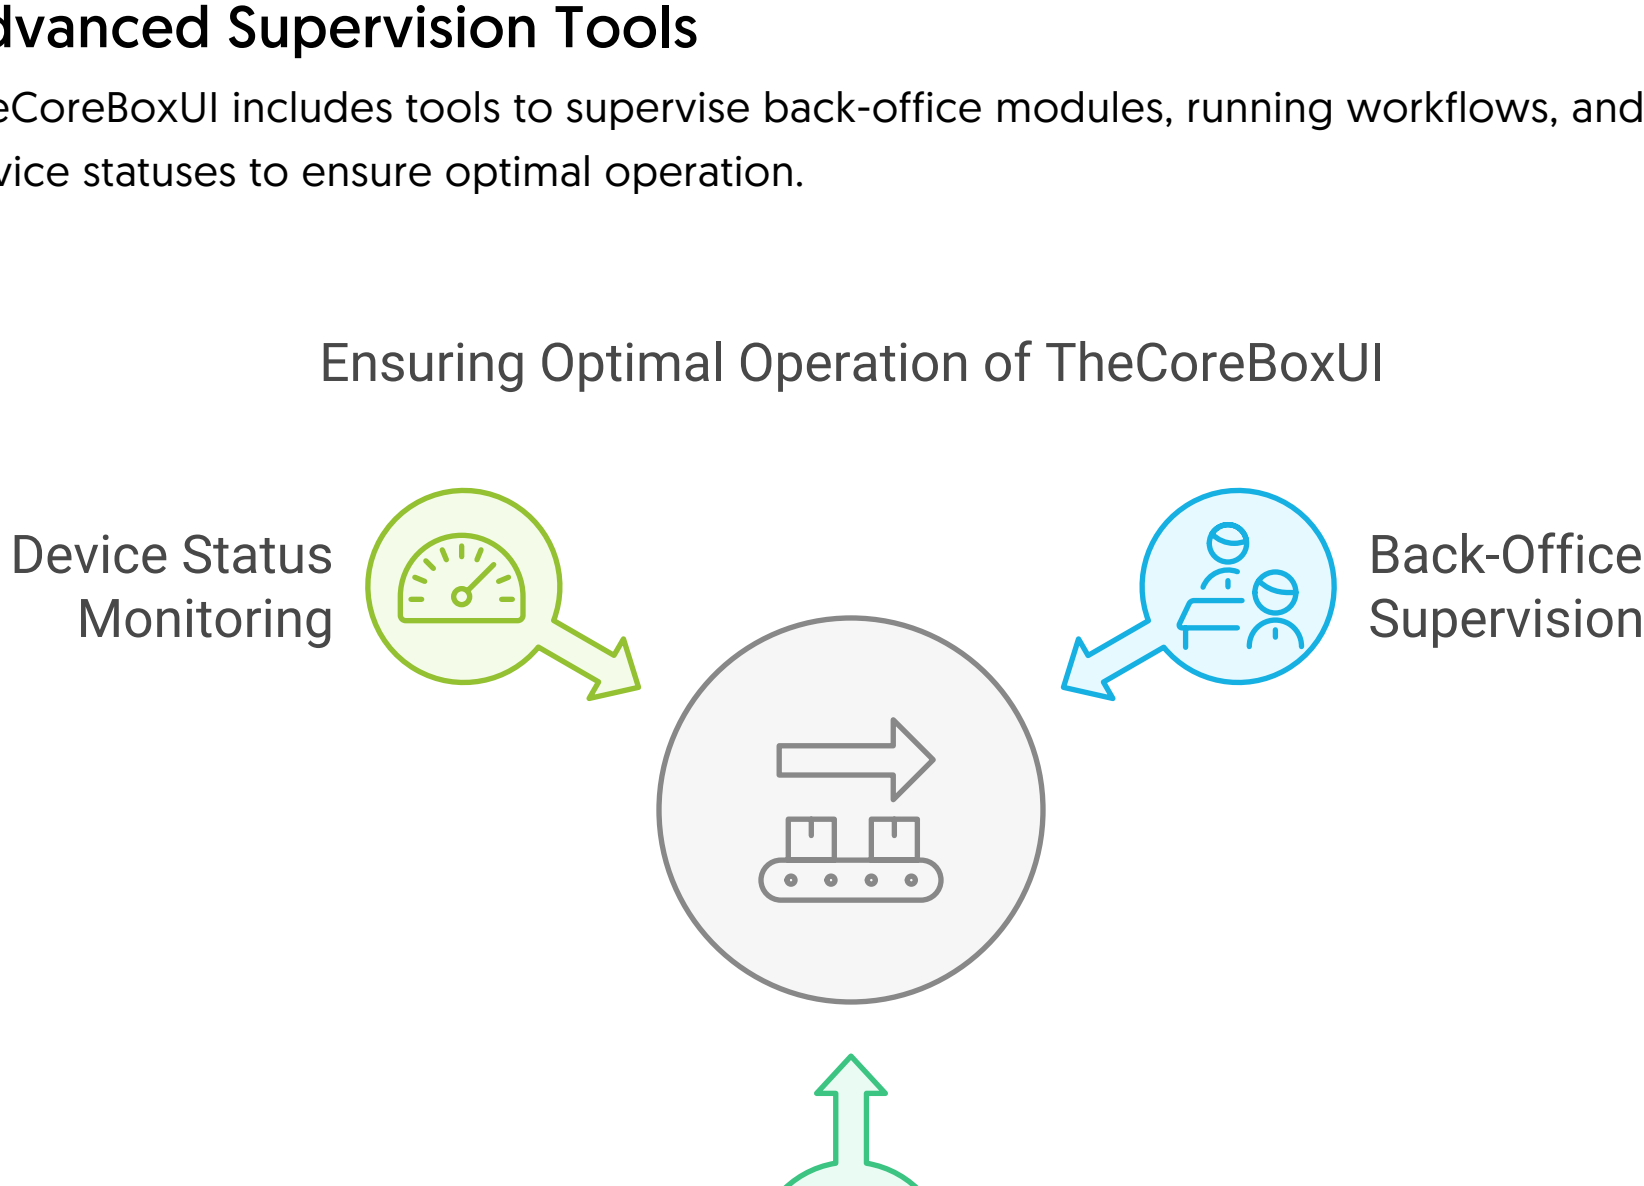 dvanced Supervision Tools
eCoreBoxUI includes tools to supervise back-office modules, running workflows, and
vice statuses to ensure optimal operation.
Ensuring Optimal Operation of TheCoreBoxUI
Device Status
Monitoring
Back-Office
Supervision